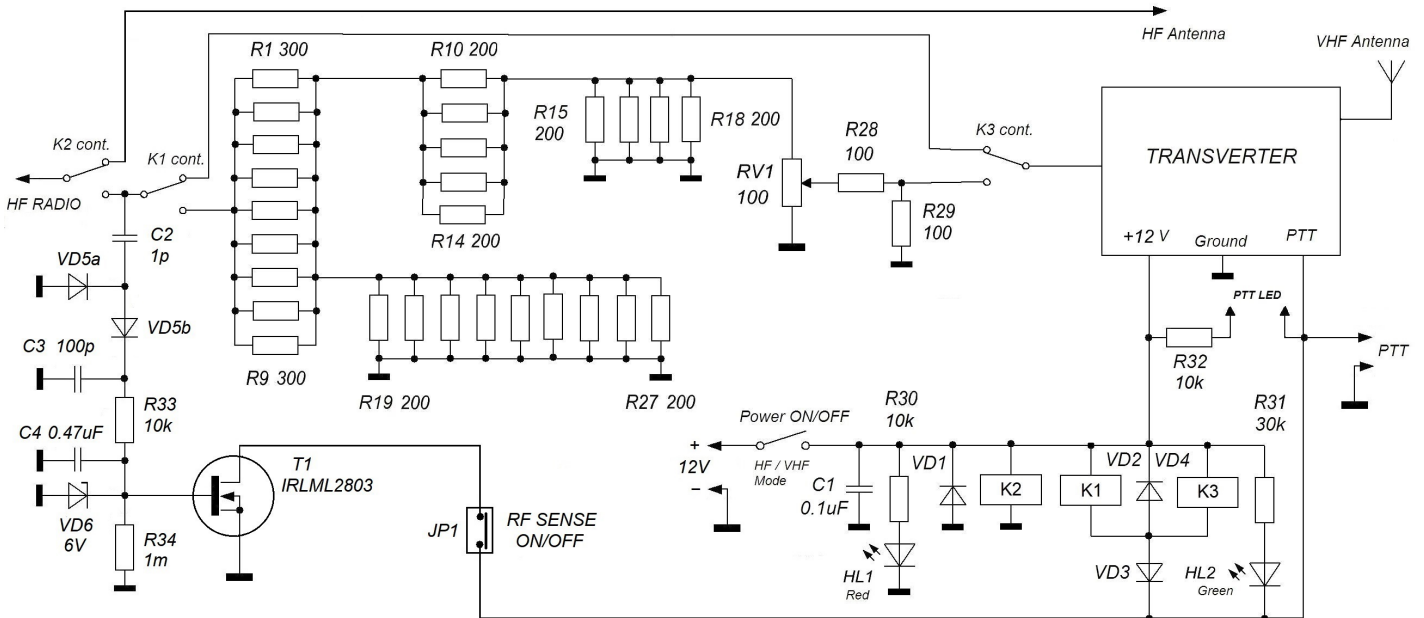 HF Antenna
VHF Antenna
R1 300
R10 200
R15
200
R18 200
K2 cont.
K1 cont.
R28
100
K3 cont.
TRANSVERTER
HF RADIO
RV1
100
C2
1p
R14 200
R29
100
+12 V
Ground
PTT
VD5a
VD5b
PTT LED
C3 100p
R9 300
R32
10k
PTT
R33
10k
R19 200
R27 200
R30
10k
R31
30k
C4 0.47uF
Power ON/OFF
+
12V
–
HF / VHF
Mode
T1
IRLML2803
C1
0.1uF
VD1
K2
K1
VD2
VD4
K3
VD6
6V
R34
1m
JP1
RF SENSE
ON/OFF
HL1
Red
VD3
HL2
Green